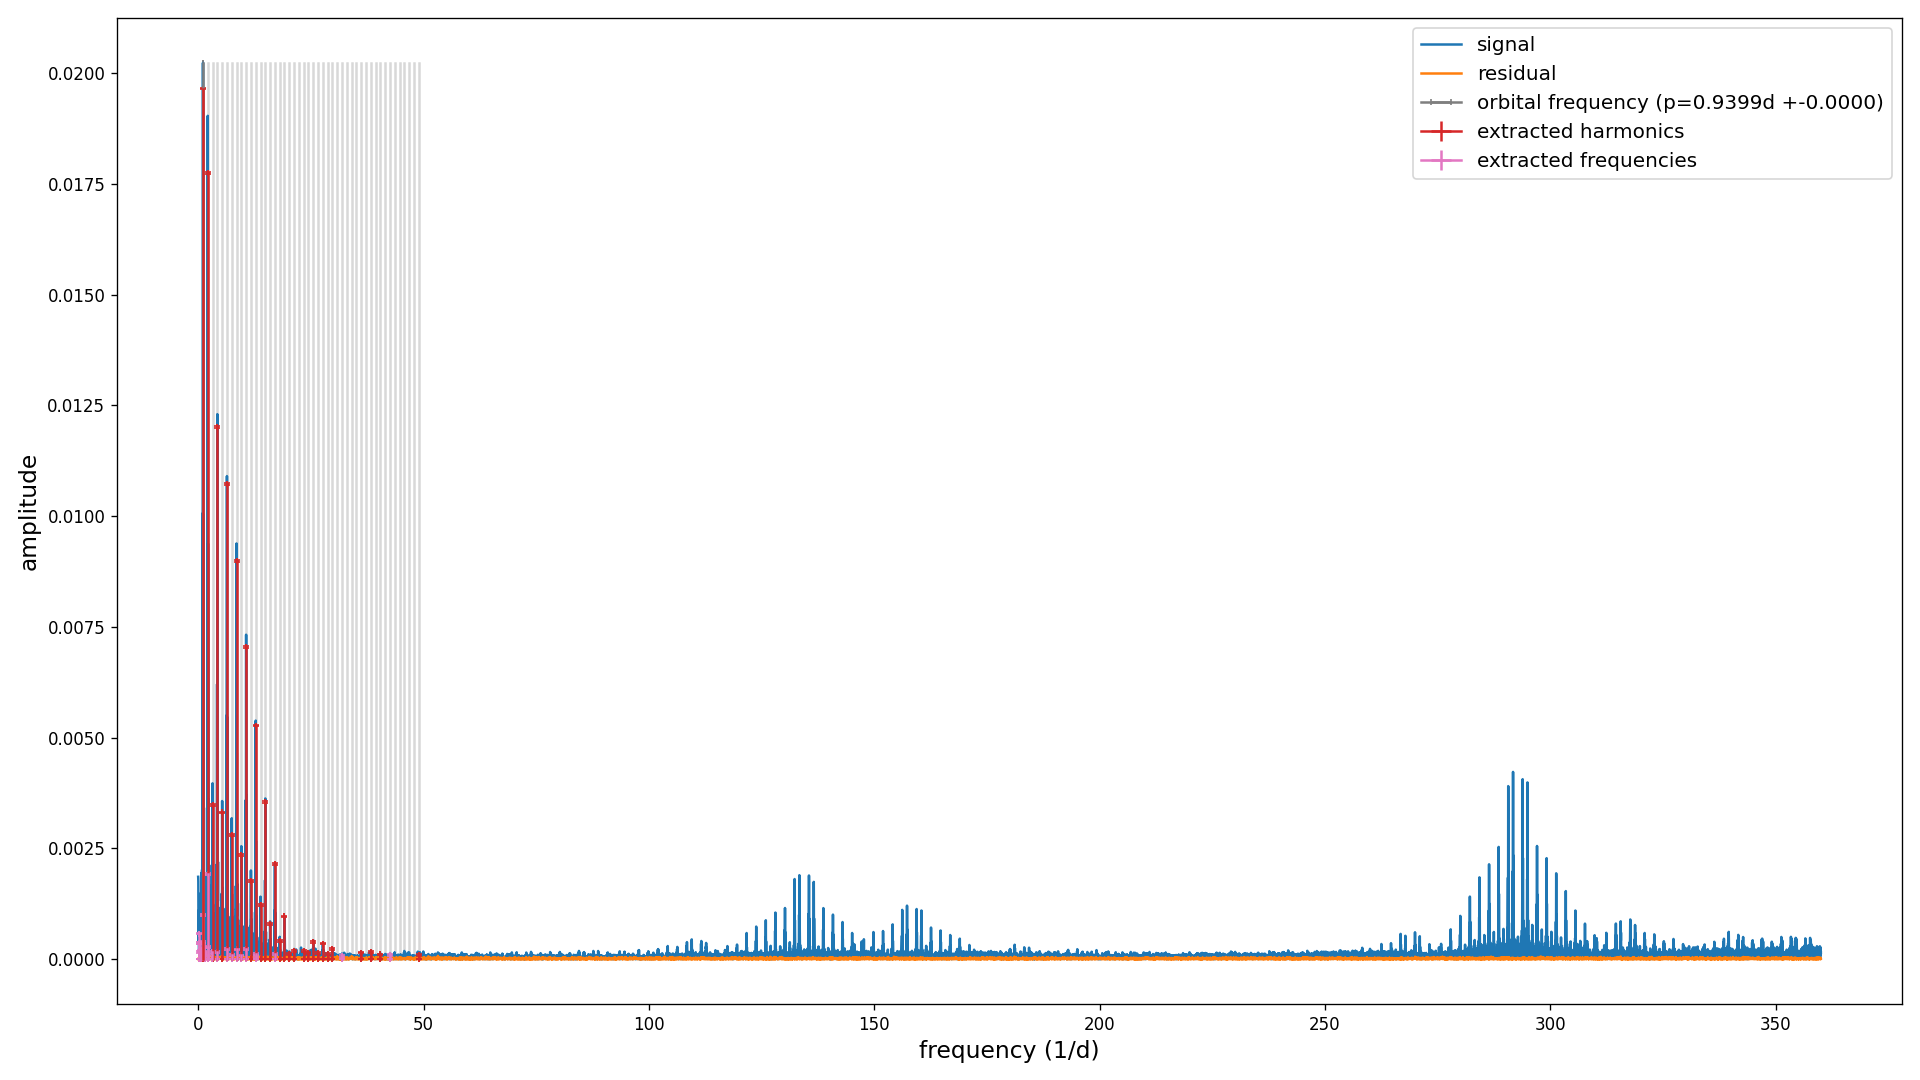 signal
residual
orbital frequency (p=0.9399d +-0.0000)
extracted harmonics
extracted frequencies
0.0200
0.0175
0.0150
0.0125
0.0100
0.0075
0.0050
0.0025
0.0000
amplitude
0 50 100 150 200 250 300 350
frequency (1/d)